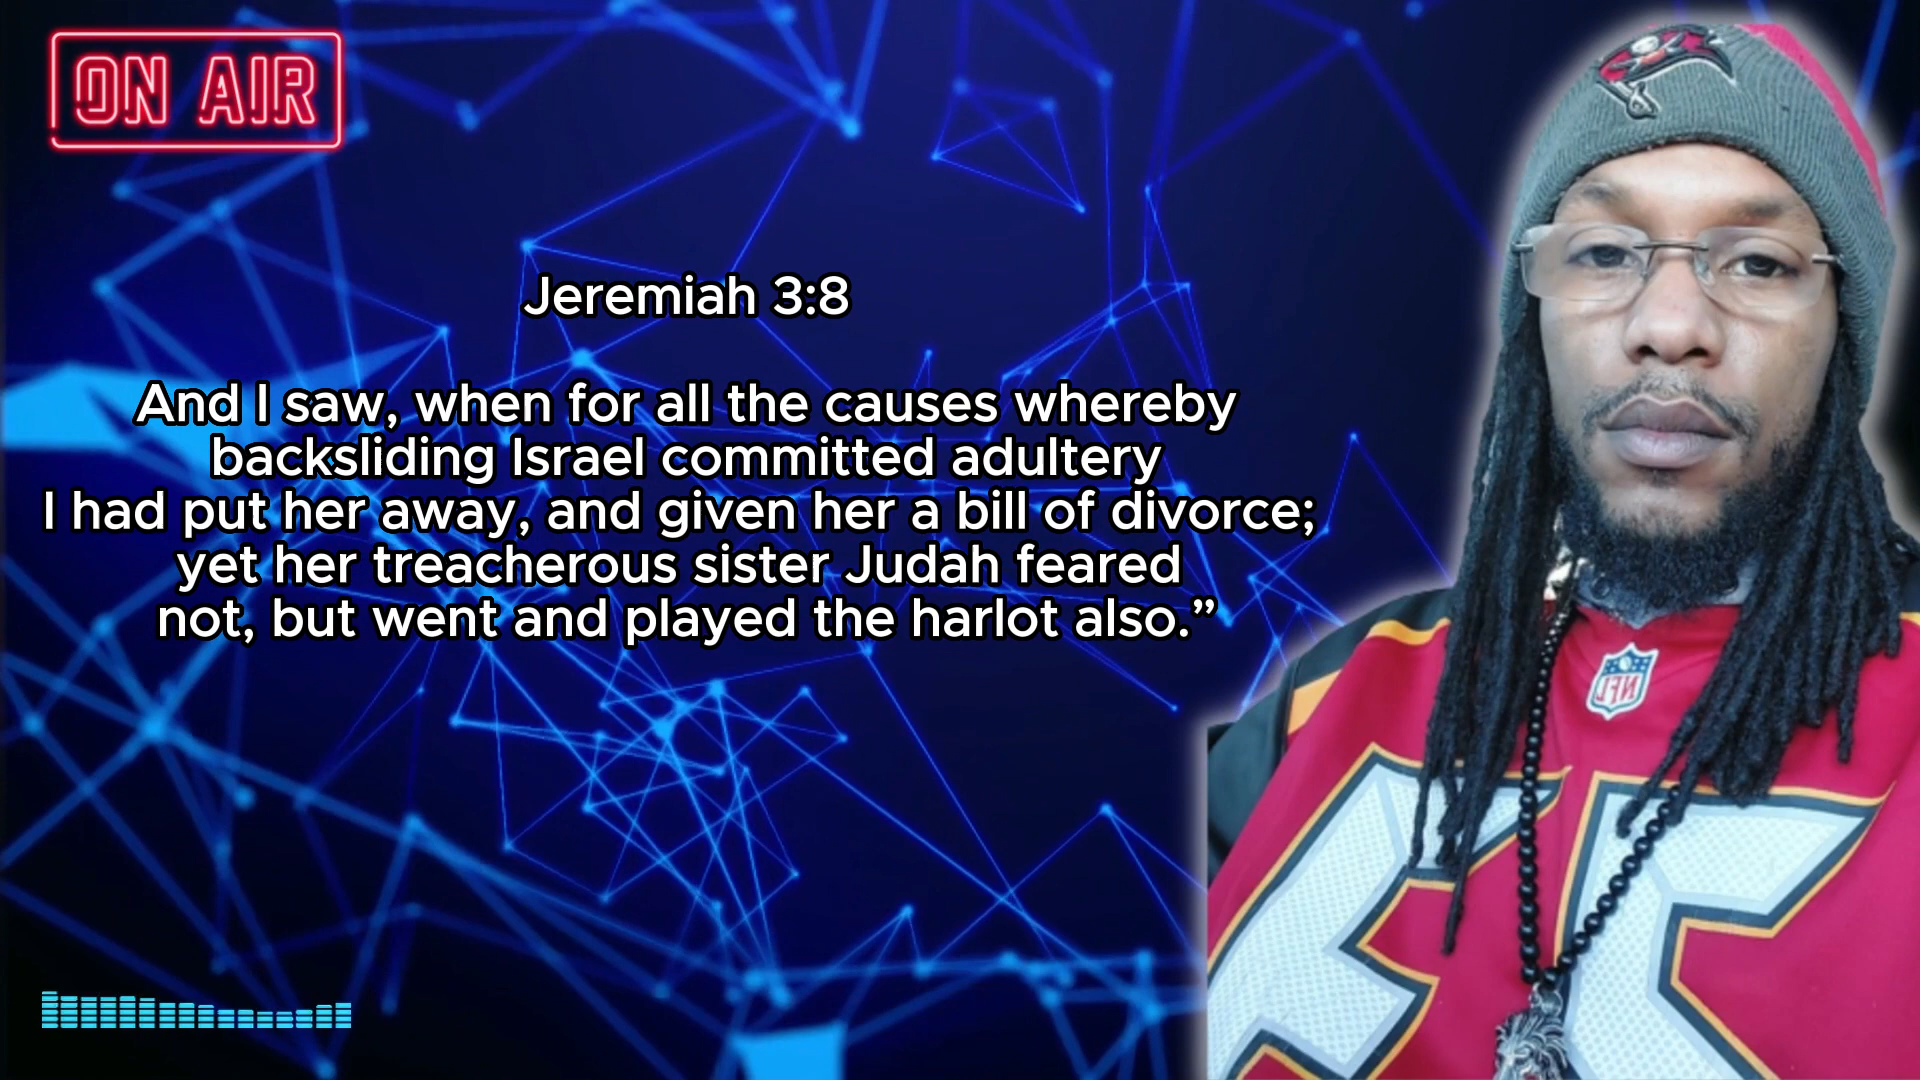 ON AIR
Jeremiah 3:8
And I saw, when for all the causes whereby
backsliding Israel committed adultery
I had put her away, and given her a bill of divorce;
yet her treacherous sister Judah feared
not, but went and played the harlot also.”
NFL